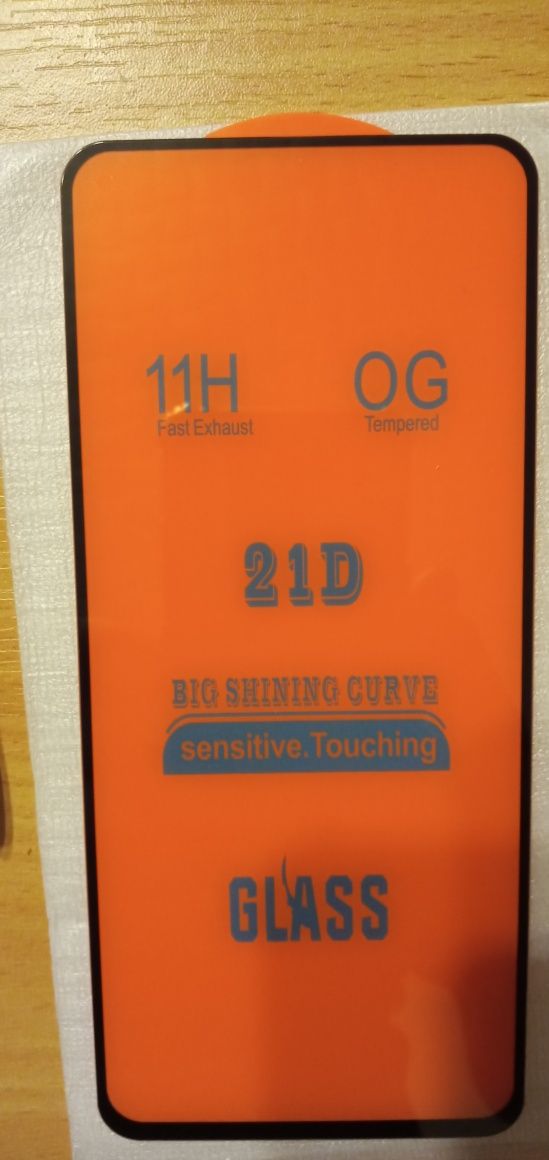 11H OG
Fast Exhaust Tempered
21D
BIG SHINING CURVE
sensitive.Touching
GLASS